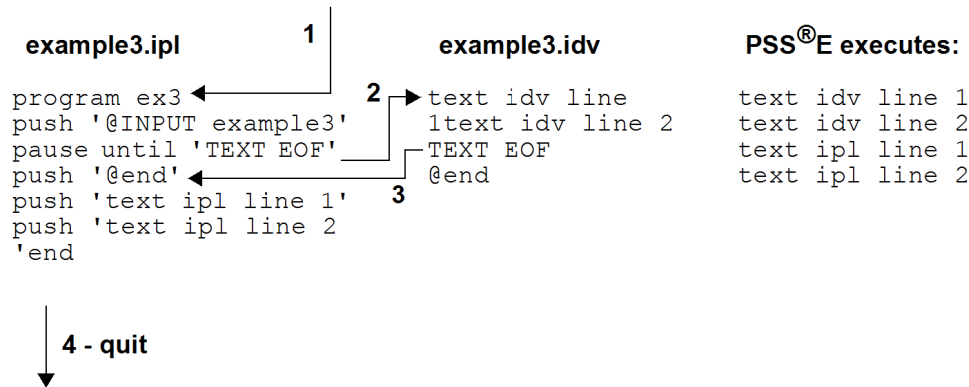 1
example3.ipl
example3.idv
PSS®E executes:
program ex3
push '@INPUT example3'
pause until 'TEXT EOF'
push '@end'
push 'text ipl line 1'
push 'text ipl line 2
'end
2
text idv line
1text idv line 2
TEXT EOF
@end
3
text idv line 1
text idv line 2
text ipl line 1
text ipl line 2
4 - quit